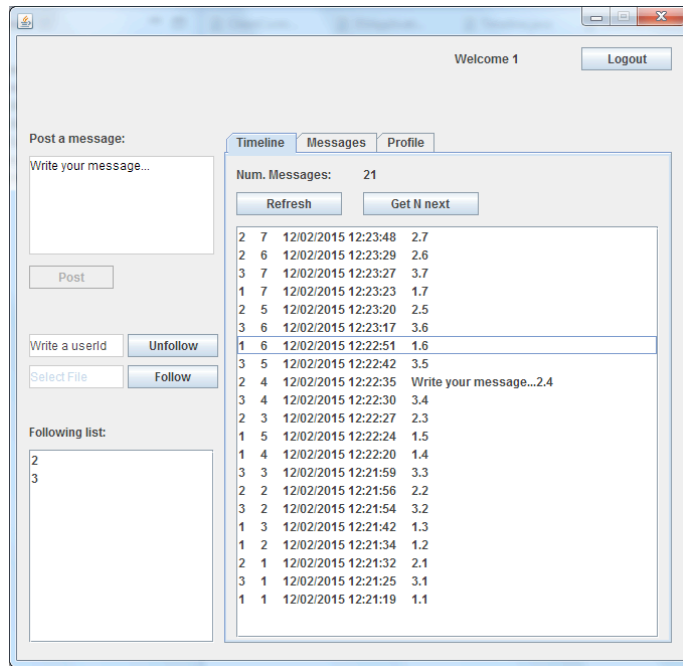 Welcome 1
Logout
Post a message:
Write your message...
Post
Write a userId
Unfollow
Select File
Follow
Following list:
2
3
Timeline Messages Profile
Num. Messages: 21
Refresh Get N next
2 7 12/02/2015 12:23:48 2.7
2 6 12/02/2015 12:23:29 2.6
3 7 12/02/2015 12:23:27 3.7
1 7 12/02/2015 12:23:23 1.7
2 5 12/02/2015 12:23:20 2.5
3 6 12/02/2015 12:23:17 3.6
1 6 12/02/2015 12:22:51 1.6
3 5 12/02/2015 12:22:42 3.5
2 4 12/02/2015 12:22:35 Write your message...2.4
3 4 12/02/2015 12:22:30 3.4
2 3 12/02/2015 12:22:27 2.3
1 5 12/02/2015 12:22:24 1.5
1 4 12/02/2015 12:22:20 1.4
3 3 12/02/2015 12:21:59 3.3
2 2 12/02/2015 12:21:56 2.2
3 2 12/02/2015 12:21:54 3.2
1 3 12/02/2015 12:21:42 1.3
1 2 12/02/2015 12:21:34 1.2
2 1 12/02/2015 12:21:32 2.1
3 1 12/02/2015 12:21:25 3.1
1 1 12/02/2015 12:21:19 1.1